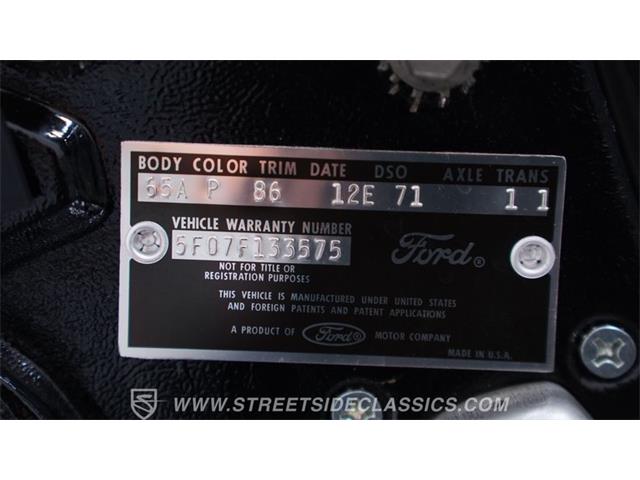 BODY COLOR TRIM DATE DSO AXLE TRANS
65A P 86 12E 71 1 1
VEHICLE WARRANTY NUMBER
5F07F133575
Ford®
NOT FOR TITLE OR
REGISTRATION PURPOSES
THIS VEHICLE IS MANUFACTURED UNDER UNITED STATES
AND FOREIGN PATENTS AND PATENT APPLICATIONS
A PRODUCT OF Ford® MOTOR COMPANY
MADE IN U.S.A.
WWW.STREETSIDECLASSICS.COM